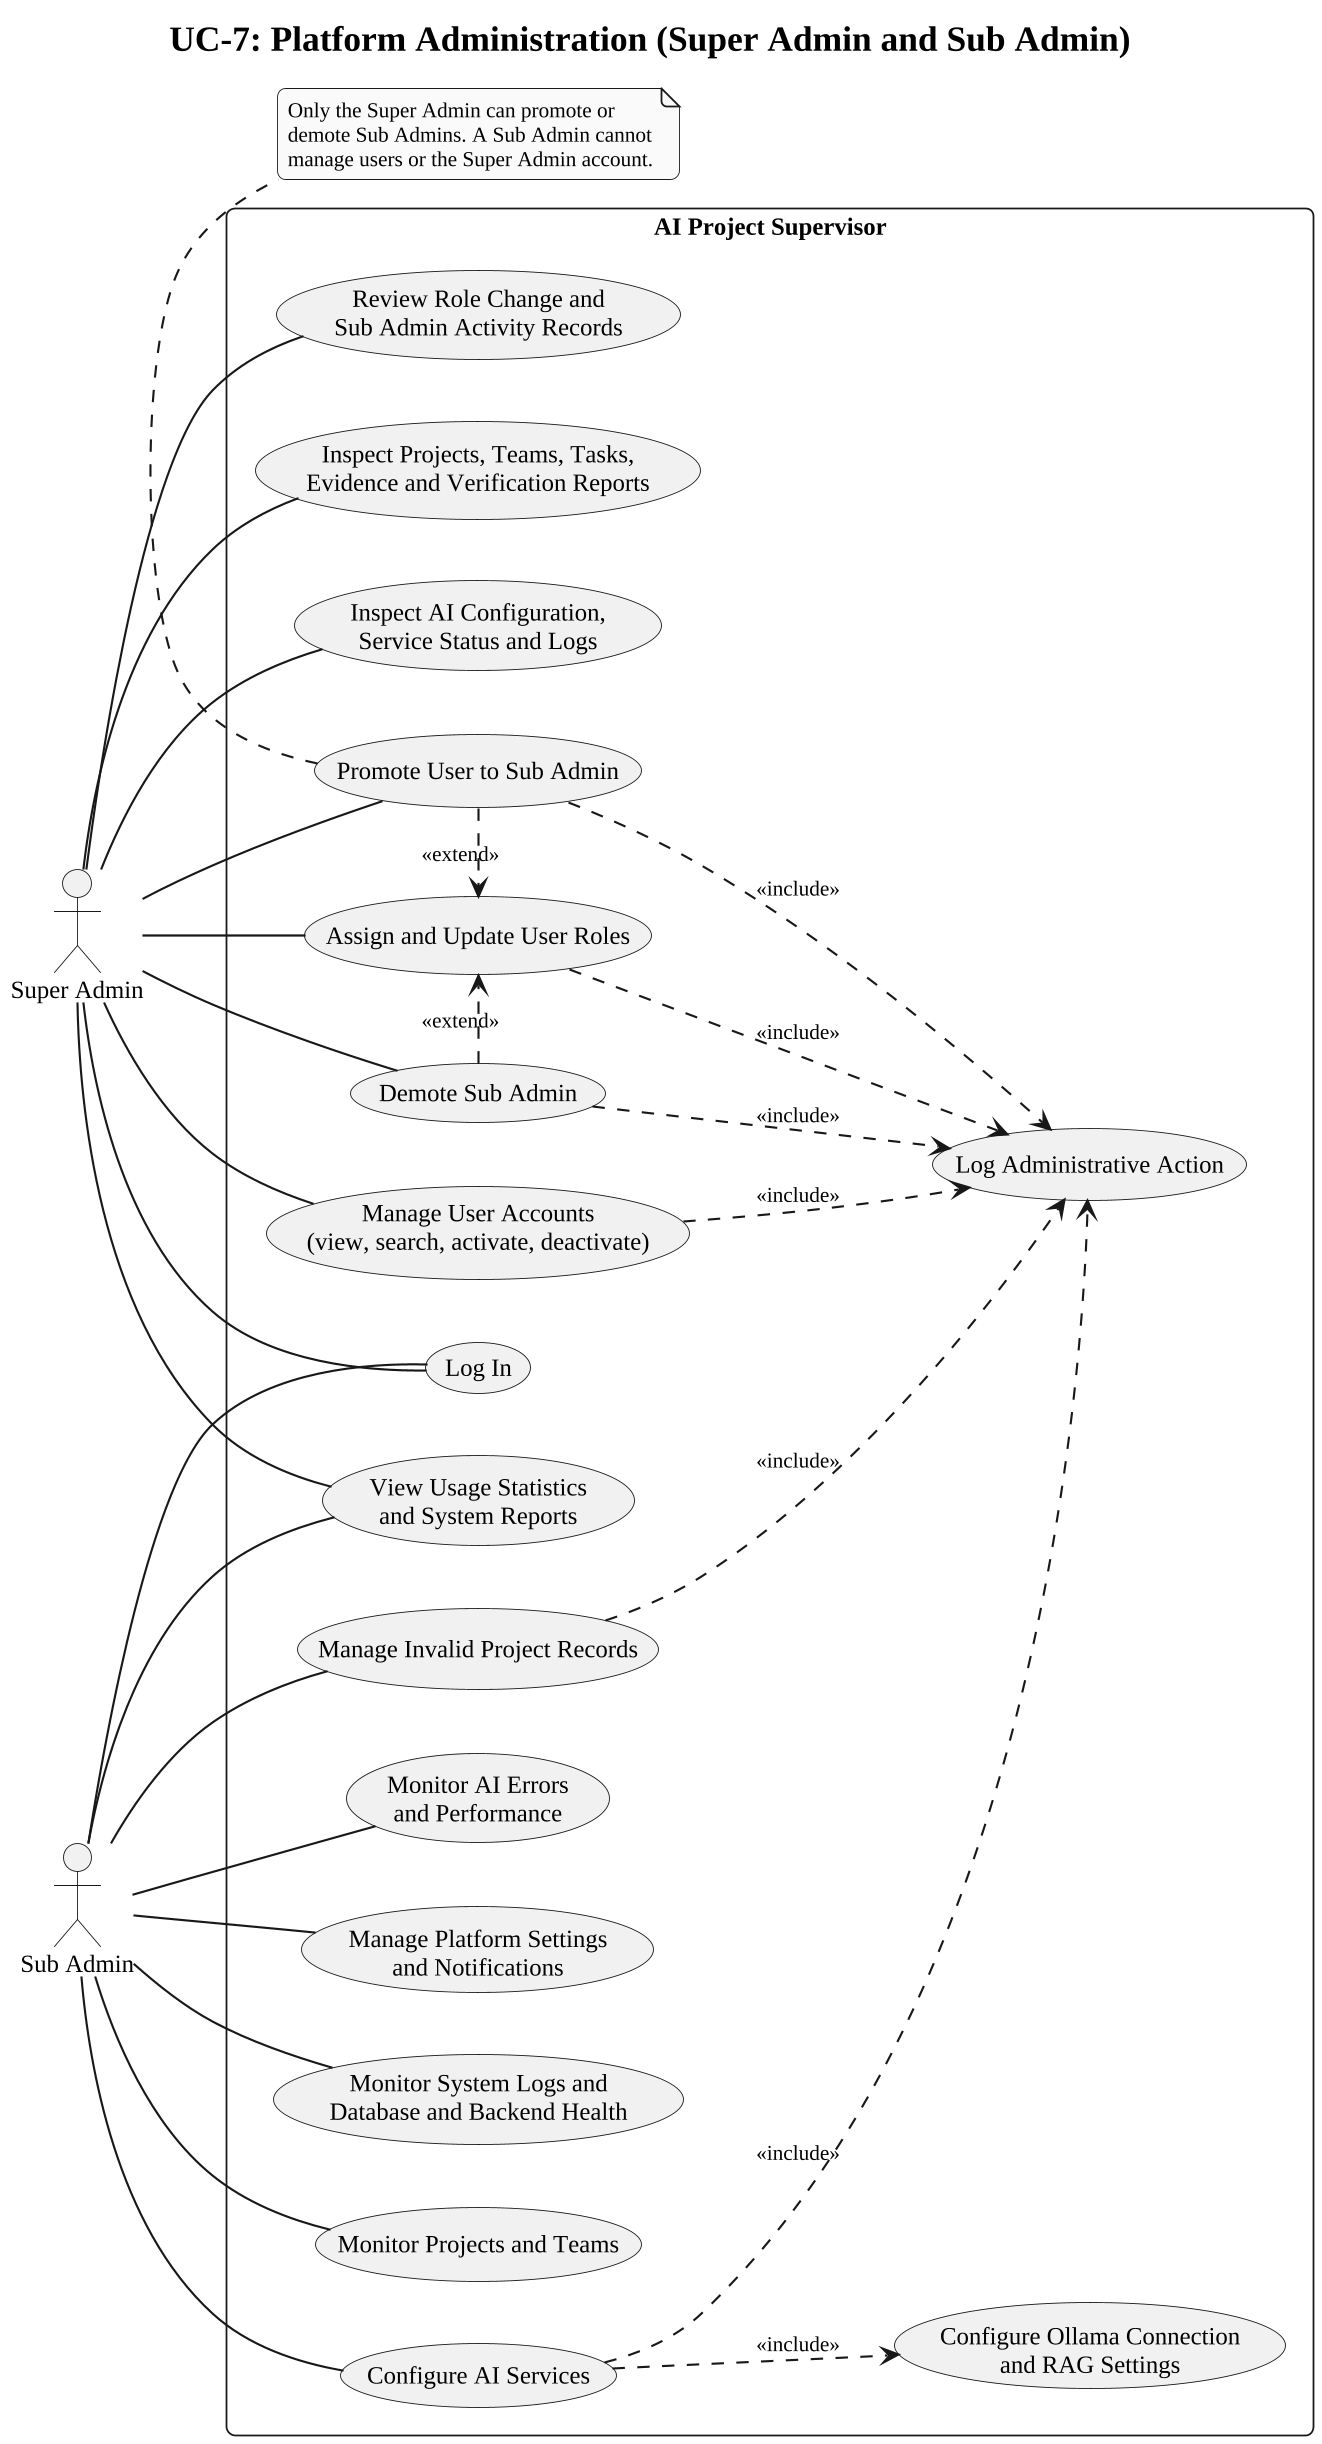 UC-7: Platform Administration (Super Admin and Sub Admin)
Only the Super Admin can promote or
demote Sub Admins. A Sub Admin cannot
manage users or the Super Admin account.
AI Project Supervisor
Review Role Change and
Sub Admin Activity Records
Inspect Projects, Teams, Tasks,
Evidence and Verification Reports
Inspect AI Configuration,
Service Status and Logs
Promote User to Sub Admin
«extend»
«include»
Assign and Update User Roles
Super Admin
«extend»
«include»
Demote Sub Admin
«include»
Log Administrative Action
«include»
Manage User Accounts
(view, search, activate, deactivate)
Log In
«include»
View Usage Statistics
and System Reports
Manage Invalid Project Records
Monitor AI Errors
and Performance
Manage Platform Settings
and Notifications
Sub Admin
Monitor System Logs and
Database and Backend Health
«include»
Monitor Projects and Teams
«include»
Configure Ollama Connection
and RAG Settings
Configure AI Services